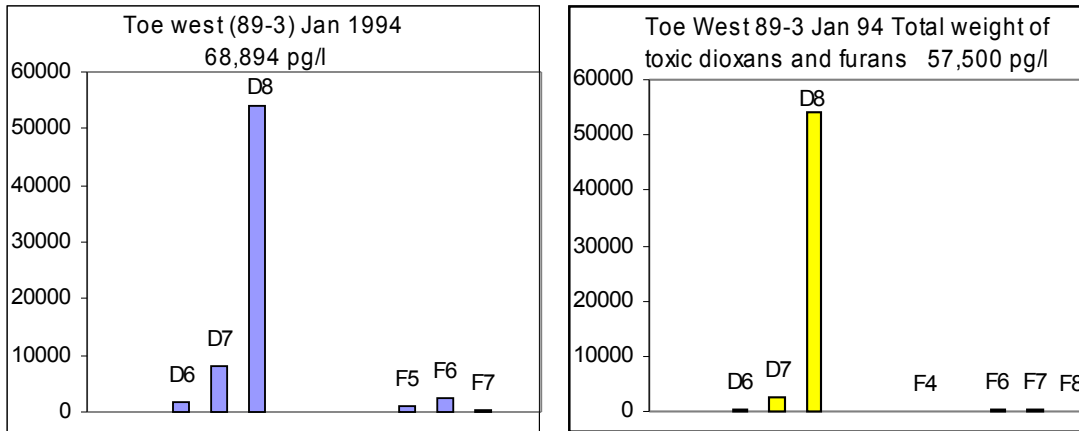 Toe west (89-3) Jan 1994
68,894 pg/l
60000
50000
40000
30000
20000
10000
0
D6
D7
D8
F5
F6
F7
Toe West 89-3 Jan 94 Total weight of
toxic dioxans and furans 57,500 pg/l
60000
50000
40000
30000
20000
10000
0
D6
D7
D8
F4
F6
F7
F8